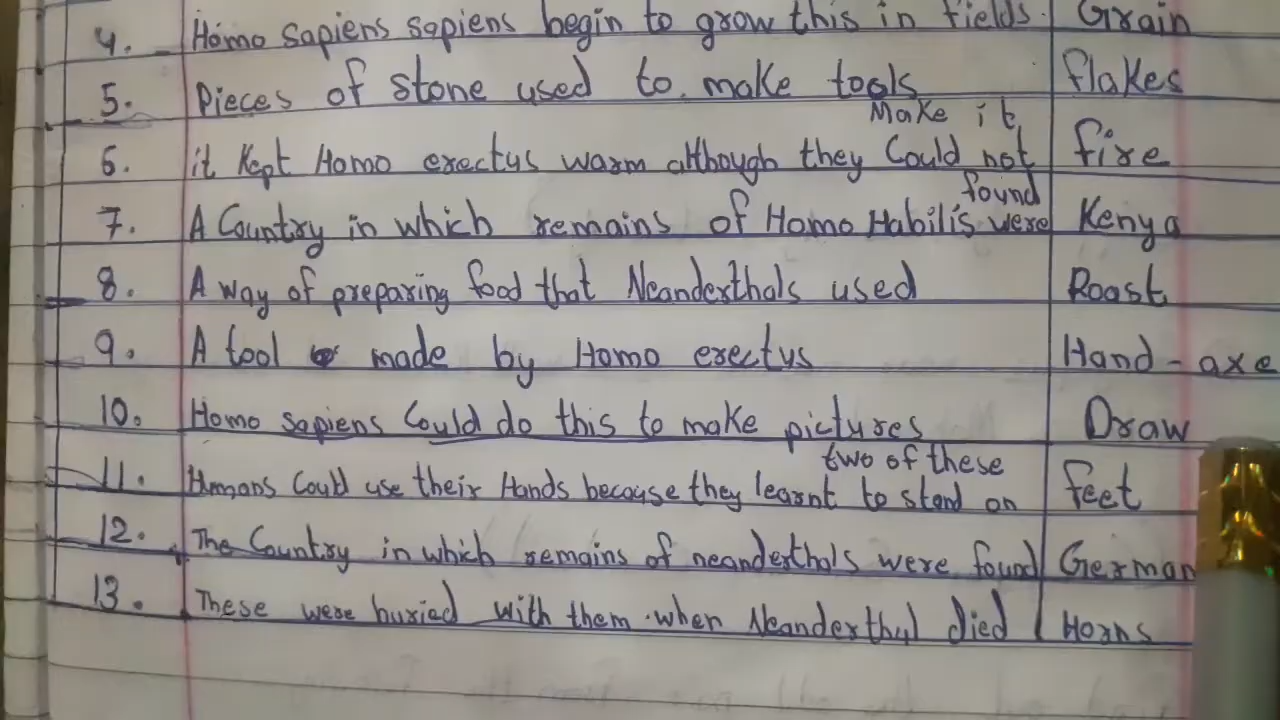 4. Homo sapiens sapiens begin to grow this in fields. Grain
5. Pieces of stone used to make tools flakes
Make it
6. it Kept Homo erectus warm although they Could not fire
found
7. A Country in which remains of Homo Habilis were Kenya
8. A way of preparing food that Neanderthals used Roast
9. A tool made by Homo erectus Hand-axe
10. Homo sapiens Could do this to make pictures Draw
two of these
11. Humans Could use their Hands because they learnt to stand on feet
12. The Country in which remains of neanderthals were found German
13. These were buried with them when Neanderthal died Horns